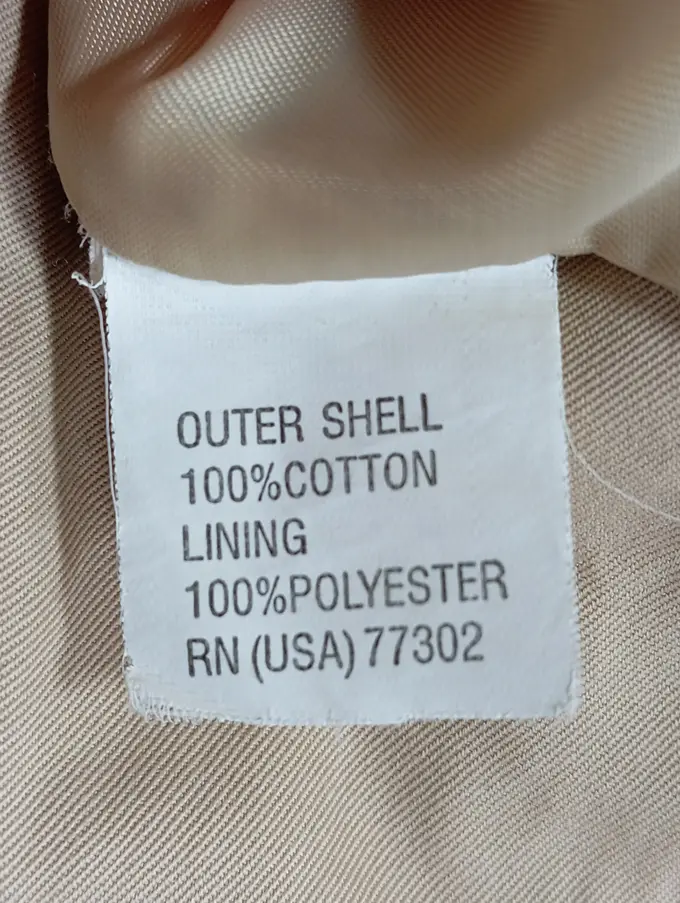 OUTER SHELL
100%COTTON
LINING
100%POLYESTER
RN (USA) 77302